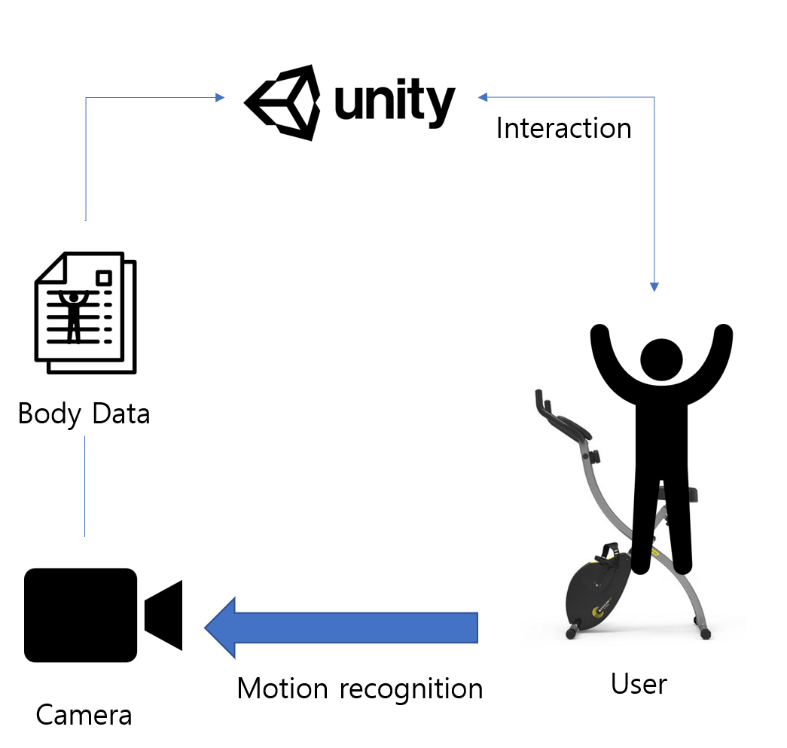 unity
Interaction
Body Data
Motion recognition
User
Camera